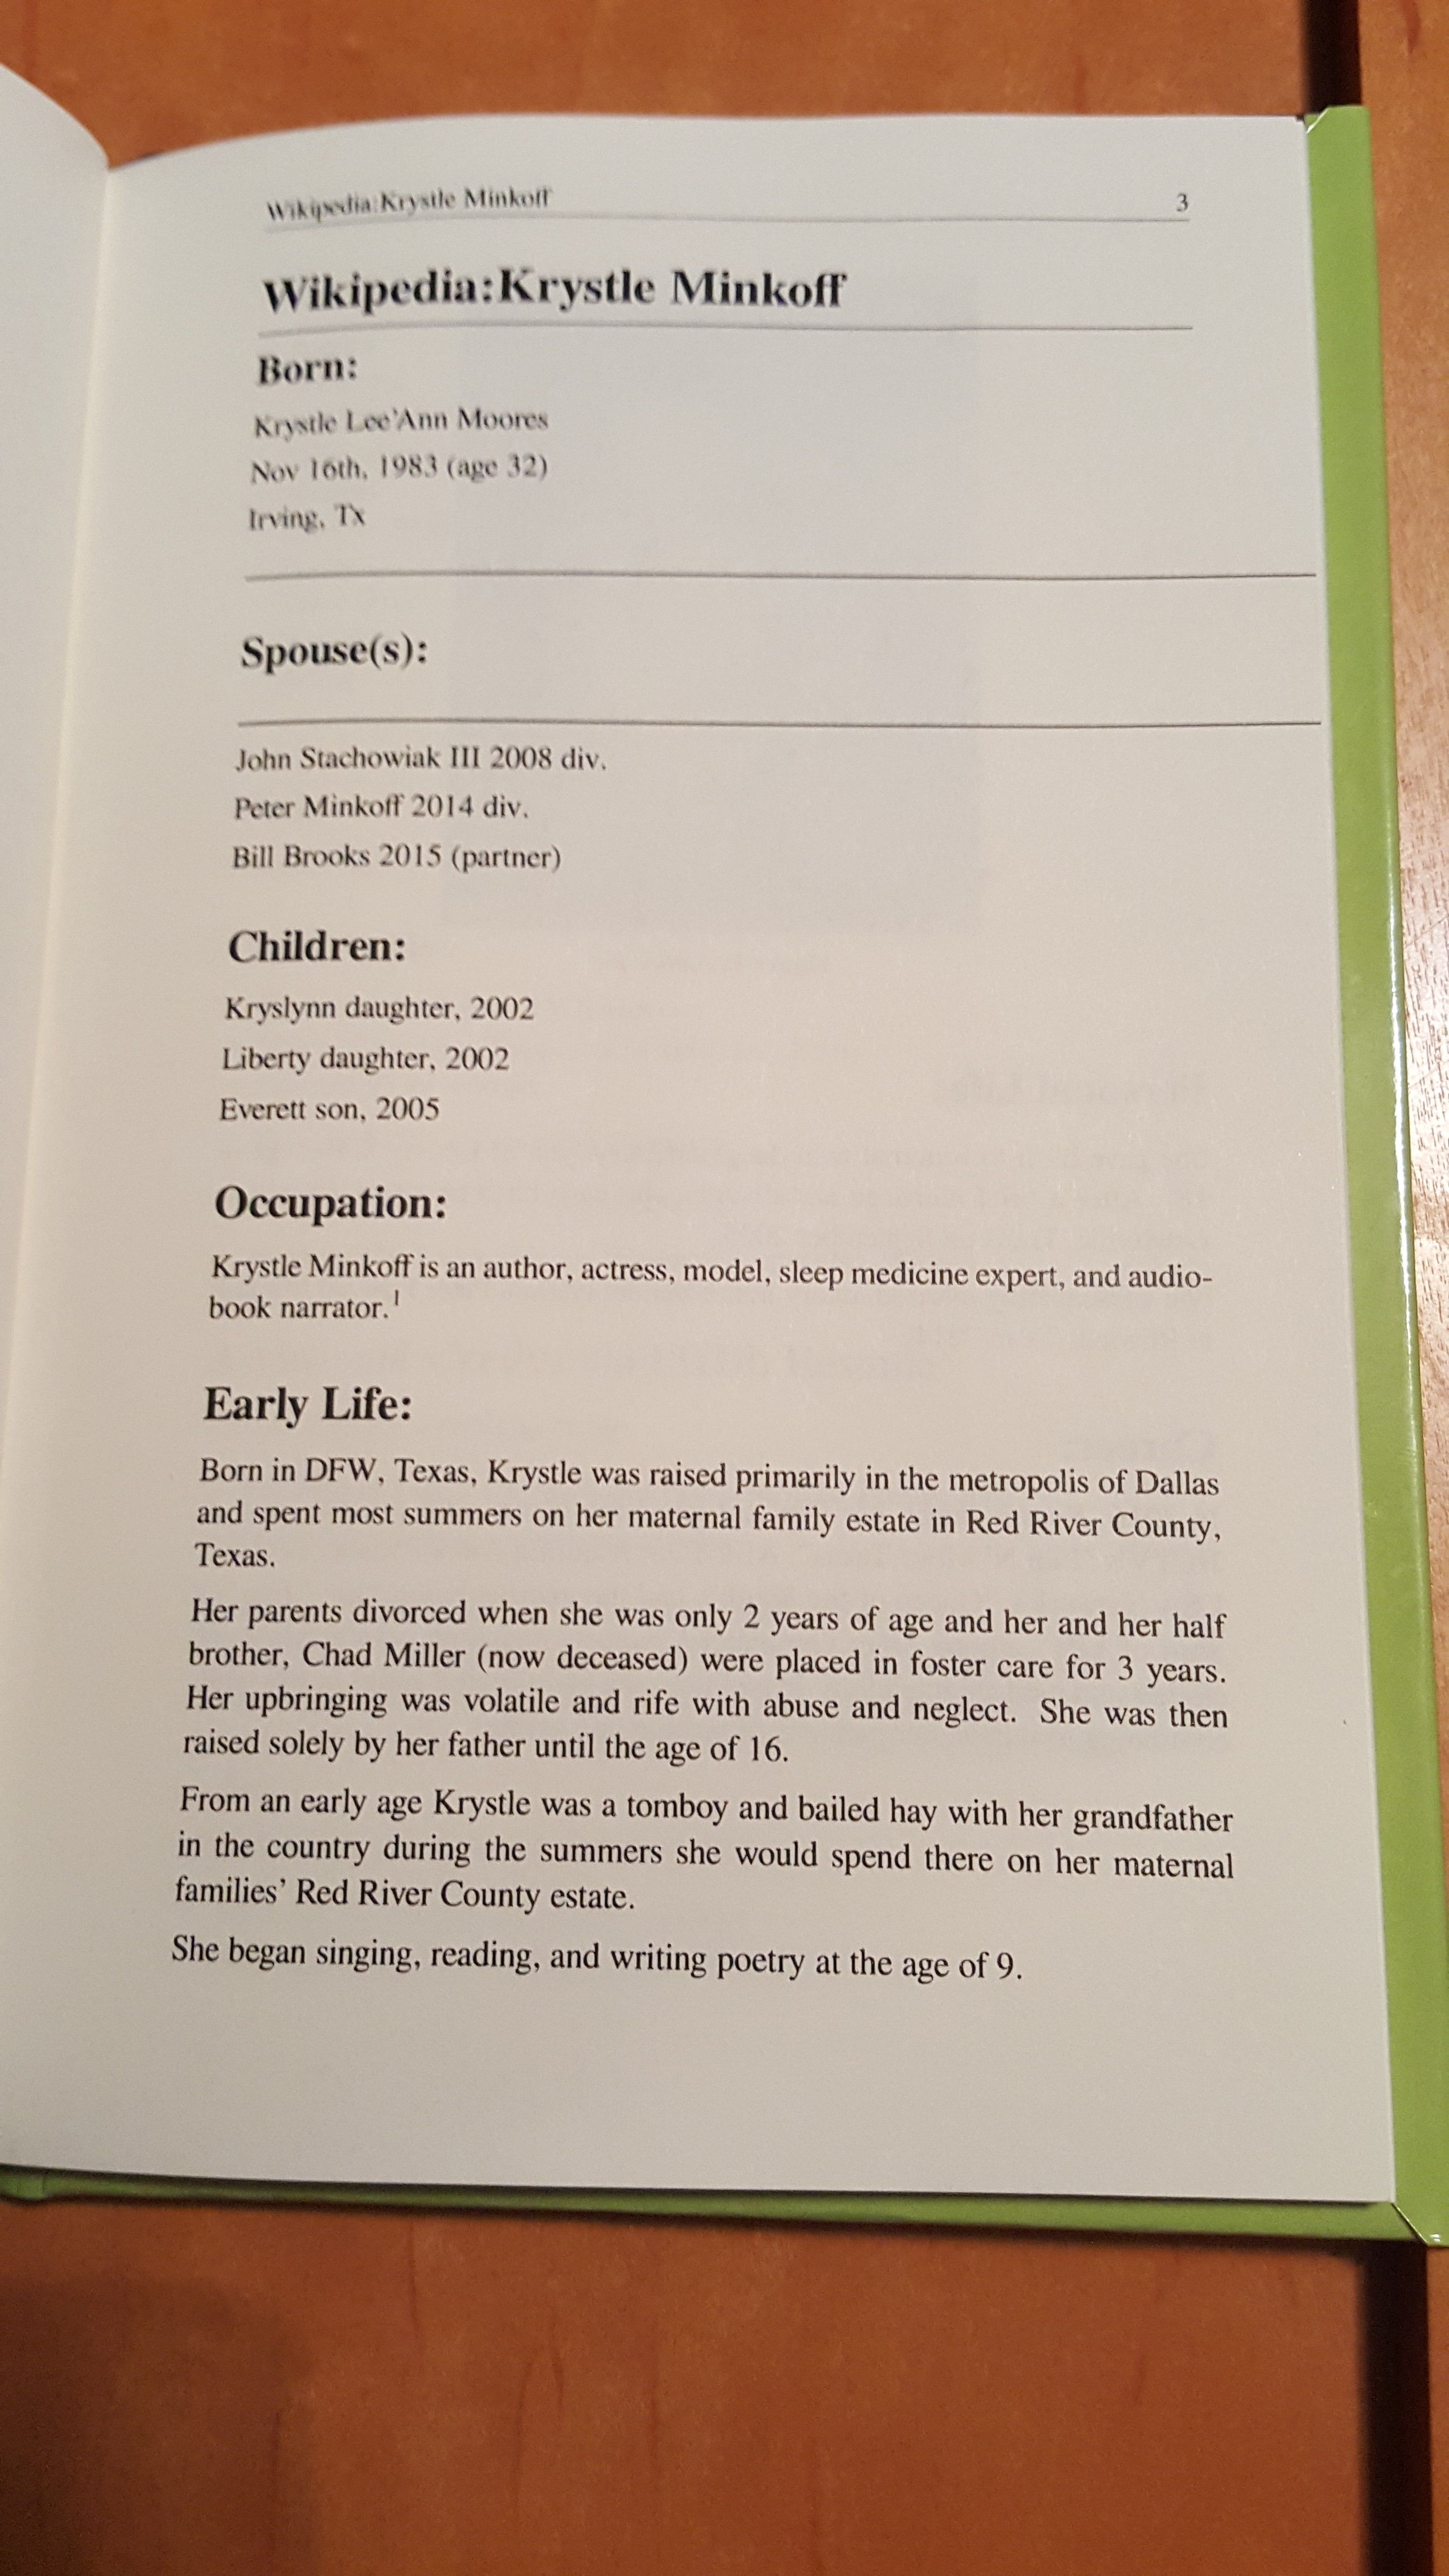 Wikipedia:Krystle Minkoff 3
Wikipedia:Krystle Minkoff
Born:
Krystle Lee'Ann Moores
Nov 16th, 1983 (age 32)
Irving, Tx
Spouse(s):
John Stachowiak III 2008 div.
Peter Minkoff 2014 div.
Bill Brooks 2015 (partner)
Children:
Kryslynn daughter, 2002
Liberty daughter, 2002
Everett son, 2005
Occupation:
Krystle Minkoff is an author, actress, model, sleep medicine expert, and audio-
book narrator.1
Early Life:
Born in DFW, Texas, Krystle was raised primarily in the metropolis of Dallas
and spent most summers on her maternal family estate in Red River County,
Texas.
Her parents divorced when she was only 2 years of age and her and her half
brother, Chad Miller (now deceased) were placed in foster care for 3 years.
Her upbringing was volatile and rife with abuse and neglect. She was then
raised solely by her father until the age of 16.
From an early age Krystle was a tomboy and bailed hay with her grandfather
in the country during the summers she would spend there on her maternal
families' Red River County estate.
She began singing, reading, and writing poetry at the age of 9.